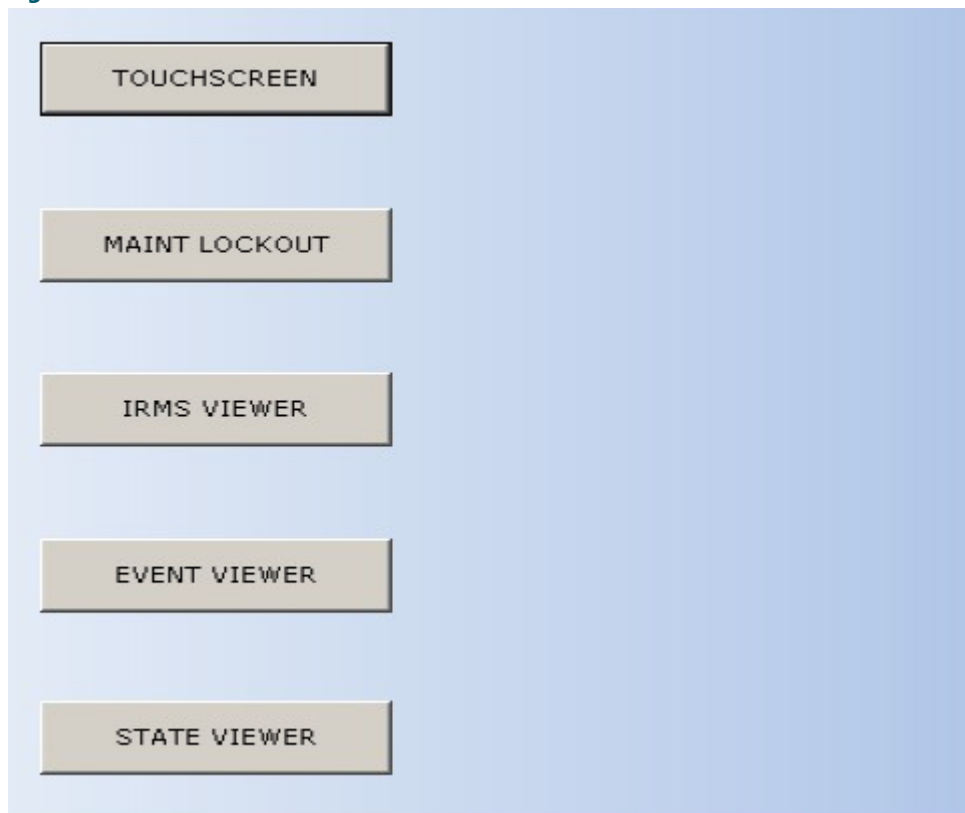 TOUCHSCREEN
MAINT LOCKOUT
IRMS VIEWER
EVENT VIEWER
STATE VIEWER